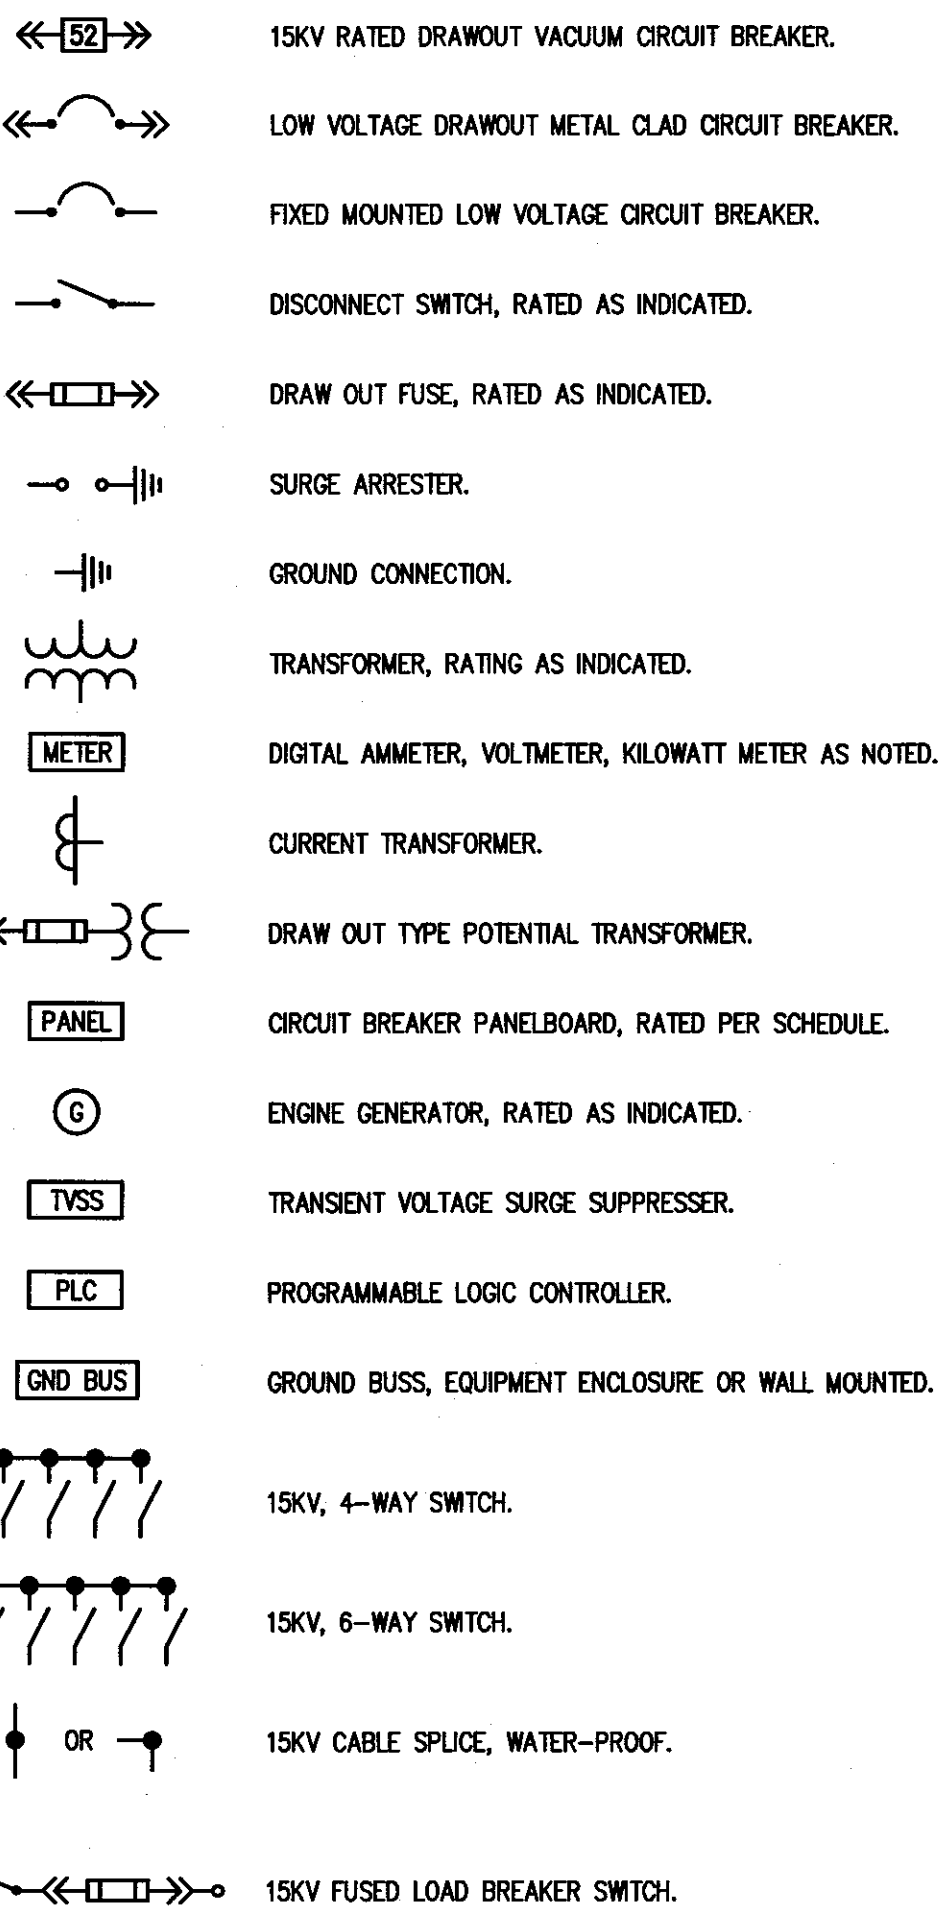 52 15KV RATED DRAWOUT VACUUM CIRCUIT BREAKER.
LOW VOLTAGE DRAWOUT METAL CLAD CIRCUIT BREAKER.
FIXED MOUNTED LOW VOLTAGE CIRCUIT BREAKER.
DISCONNECT SWITCH, RATED AS INDICATED.
DRAW OUT FUSE, RATED AS INDICATED.
SURGE ARRESTER.
GROUND CONNECTION.
TRANSFORMER, RATING AS INDICATED.
METER DIGITAL AMMETER, VOLTMETER, KILOWATT METER AS NOTED.
CURRENT TRANSFORMER.
DRAW OUT TYPE POTENTIAL TRANSFORMER.
PANEL CIRCUIT BREAKER PANELBOARD, RATED PER SCHEDULE.
G ENGINE GENERATOR, RATED AS INDICATED.
TVSS TRANSIENT VOLTAGE SURGE SUPPRESSER.
PLC PROGRAMMABLE LOGIC CONTROLLER.
GND BUS GROUND BUSS, EQUIPMENT ENCLOSURE OR WALL MOUNTED.
15KV, 4-WAY SWITCH.
15KV, 6-WAY SWITCH.
OR 15KV CABLE SPLICE, WATER-PROOF.
15KV FUSED LOAD BREAKER SWITCH.